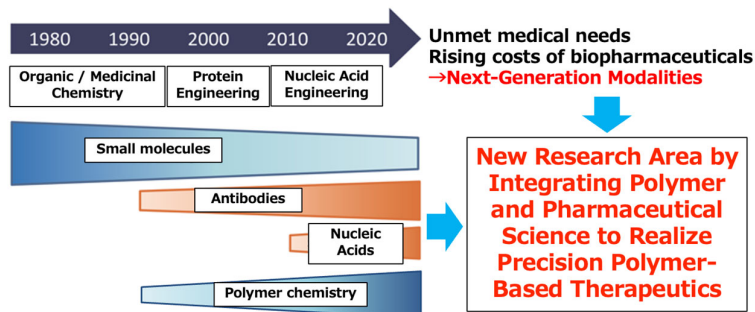 1980 1990 2000 2010 2020
Unmet medical needs
Rising costs of biopharmaceuticals
→Next-Generation Modalities
Organic / Medicinal
Chemistry
Protein
Engineering
Nucleic Acid
Engineering
Small molecules
Antibodies
Nucleic
Acids
Polymer chemistry
New Research Area by
Integrating Polymer
and Pharmaceutical
Science to Realize
Precision Polymer-
Based Therapeutics